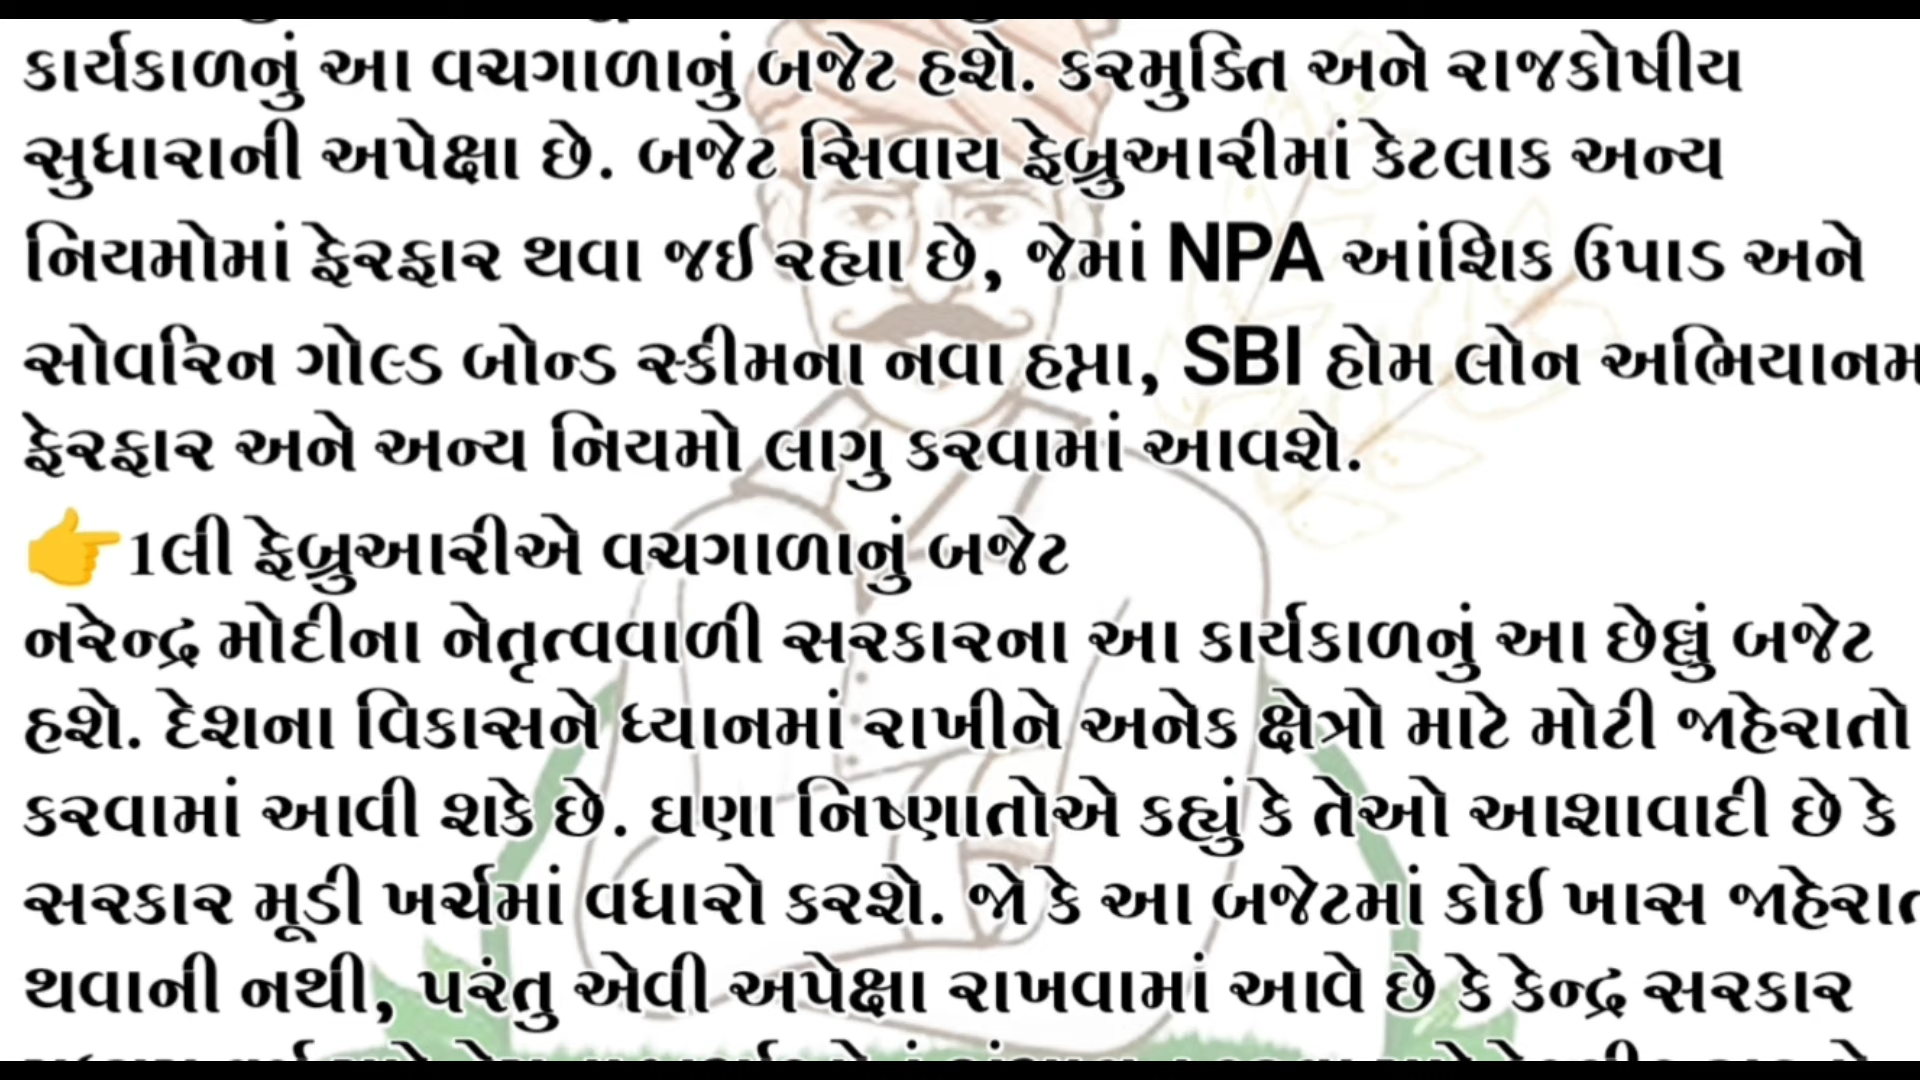 કાર્યકાળનું આ વચગાળાનું બજેટ હશે. કરમુક્તિ અને રાજકોષીય
સુધારાની અપેક્ષા છે. બજેટ સિવાય ફેબ્રુઆરીમાં કેટલાક અન્ય
નિયમોમાં ફેરફાર થવા જઈ રહ્યા છે, જેમાં NPA આંશિક ઉપાડ અને
સોવરિન ગોલ્ડ બોન્ડ સ્કીમના નવા હપ્તા, SBI હોમ લોન અભિયાનમ
ફેરફાર અને અન્ય નિયમો લાગુ કરવામાં આવશે.
👉1લી ફેબ્રુઆરીએ વચગાળાનું બજેટ
નરેન્દ્ર મોદીના નેતૃત્વવાળી સરકારના આ કાર્યકાળનું આ છેલ્લું બજેટ
હશે. દેશના વિકાસને ધ્યાનમાં રાખીને અનેક ક્ષેત્રો માટે મોટી જાહેરાતો
કરવામાં આવી શકે છે. ઘણા નિષ્ણાતોએ કહ્યું કે તેઓ આશાવાદી છે કે
સરકાર મૂડી ખર્ચમાં વધારો કરશે. જો કે આ બજેટમાં કોઈ ખાસ જાહેરાત
થવાની નથી, પરંતુ એવી અપેક્ષા રાખવામાં આવે છે કે કેન્દ્ર સરકાર